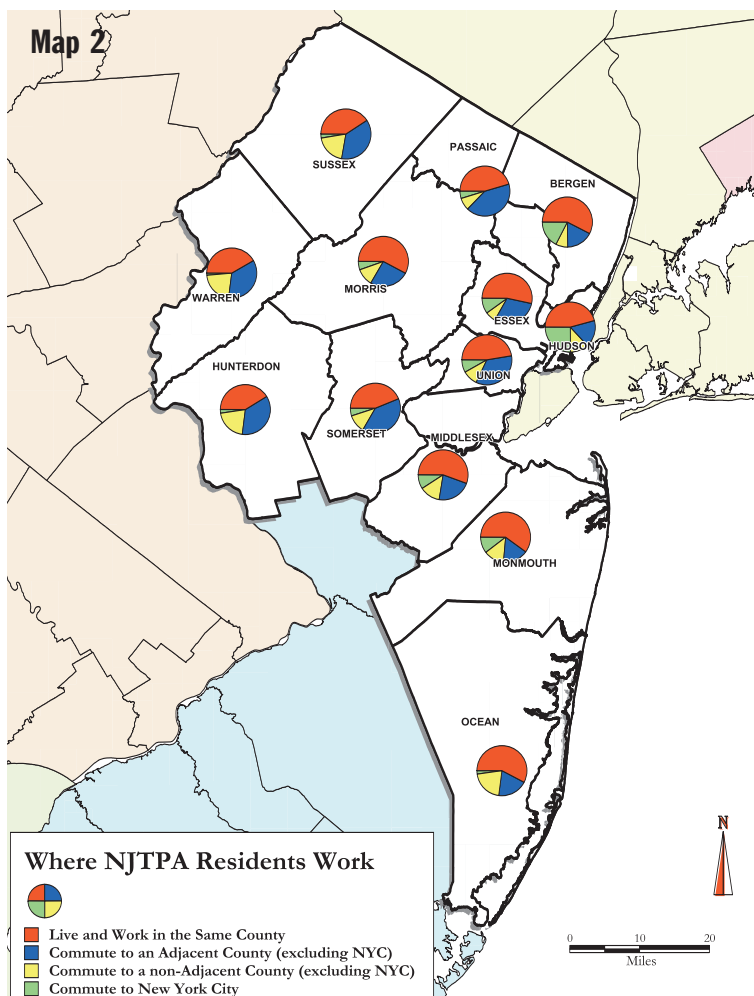 Map 2
PASSAIC
SUSSEX
BERGEN
WARREN
MORRIS
ESSEX
HUDSON
HUNTERDON
UNION
SOMERSET
MIDDLESEX
MONMOUTH
OCEAN
N
Where NJTPA Residents Work
Live and Work in the Same County
Commute to an Adjacent County (excluding NYC)
Commute to a non-Adjacent County (excluding NYC)
Commute to New York City
0 10 20
Miles